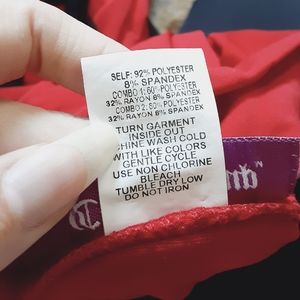 SELF: 92% POLYESTER
8% SPANDEX
COMBO 1: 60% POLYESTER
32% RAYON 8% SPANDEX
COMBO 2: 60% POLYESTER
32% RAYON 8% SPANDEX
TURN GARMENT
INSIDE OUT
CHINE WASH COLD
WITH LIKE COLORS
GENTLE CYCLE
USE NON CHLORINE
BLEACH
TUMBLE DRY LOW
DO NOT IRON